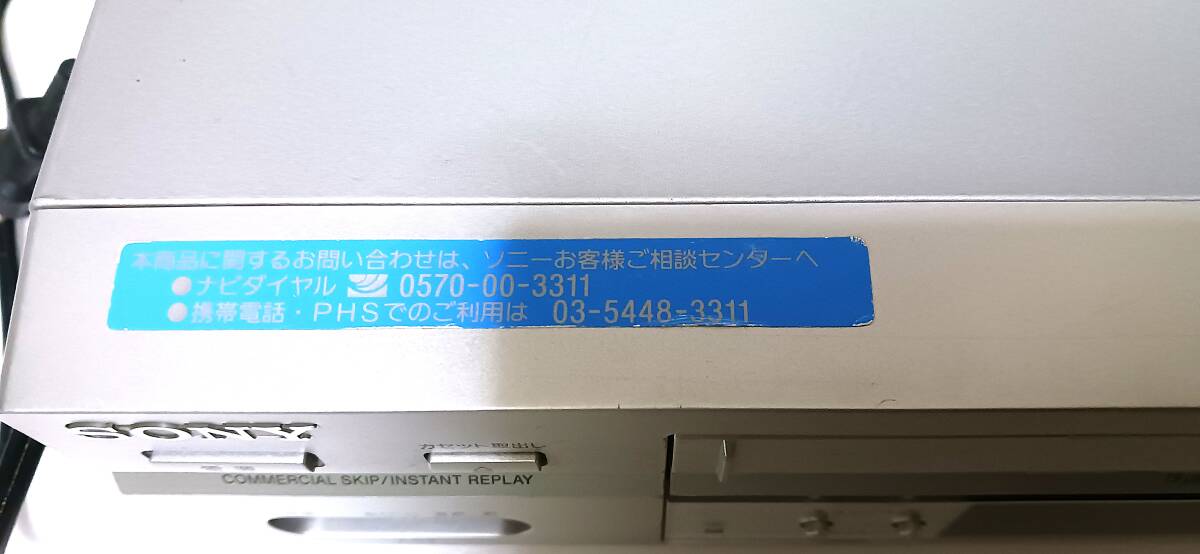 本商品に関するお問い合わせは、ソニーお客様ご相談センターへ
●ナビダイヤル 0570-00-3311
●携帯電話・PHSでのご利用は 03-5448-3311
SONY
カセット取出し
電源
COMMERCIAL SKIP/INSTANT REPLAY